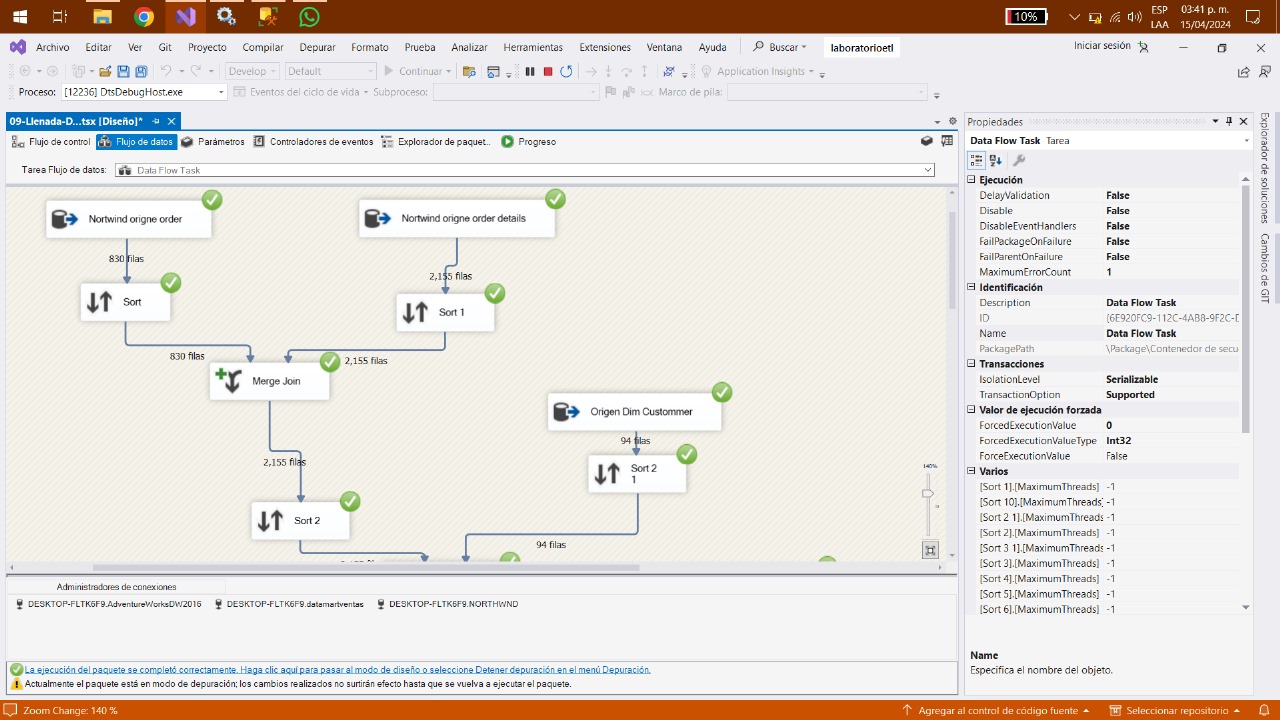 10%
ESP
LAA
03:41 p. m.
15/04/2024
Archivo Editar Ver Git Proyecto Compilar Depurar Formato Prueba Analizar Herramientas Extensiones Ventana Ayuda Buscar laboratorioetl Iniciar sesión
Develop Default Continuar Application Insights
Proceso: [12236] DtsDebugHost.exe Eventos del ciclo de vida Subproceso: Marco de pila:
09-Llenada-D...tsx [Diseño]*
Flujo de control Flujo de datos Parámetros Controladores de eventos Explorador de paquet... Progreso
Tarea Flujo de datos: Data Flow Task
Nortwind origne order
Nortwind origne order details
830 filas
2,155 filas
Sort
Sort 1
830 filas
2,155 filas
Merge Join
Origen Dim Custommer
94 filas
2,155 filas
Sort 2
1
Sort 2
94 filas
140%
Administradores de conexiones
DESKTOP-FLTK6F9.AdventureWorksDW2016 DESKTOP-FLTK6F9.datamartventas DESKTOP-FLTK6F9.NORTHWND
La ejecución del paquete se completó correctamente. Haga clic aquí para pasar al modo de diseño o seleccione Detener depuración en el menú Depuración.
Actualmente el paquete está en modo de depuración; los cambios realizados no surtirán efecto hasta que se vuelva a ejecutar el paquete.
Propiedades
Data Flow Task Tarea
Ejecución
DelayValidation False
Disable False
DisableEventHandlers False
FailPackageOnFailure False
FailParentOnFailure False
MaximumErrorCount 1
Identificación
Description Data Flow Task
ID {6E920FC9-112C-4AB8-9F2C-D
Name Data Flow Task
PackagePath \Package\Contenedor de secu
Transacciones
IsolationLevel Serializable
TransactionOption Supported
Valor de ejecución forzada
ForcedExecutionValue 0
ForcedExecutionValueType Int32
ForceExecutionValue False
Varios
[Sort 1].[MaximumThreads] -1
[Sort 10].[MaximumThreads] -1
[Sort 2 1].[MaximumThreads -1
[Sort 2].[MaximumThreads] -1
[Sort 3 1].[MaximumThreads -1
[Sort 3].[MaximumThreads] -1
[Sort 4].[MaximumThreads] -1
[Sort 5].[MaximumThreads] -1
[Sort 6].[MaximumThreads] -1
Name
Especifica el nombre del objeto.
Explorador de soluciones
Cambios de GIT
Zoom Change: 140 %
Agregar al control de código fuente
Seleccionar repositorio